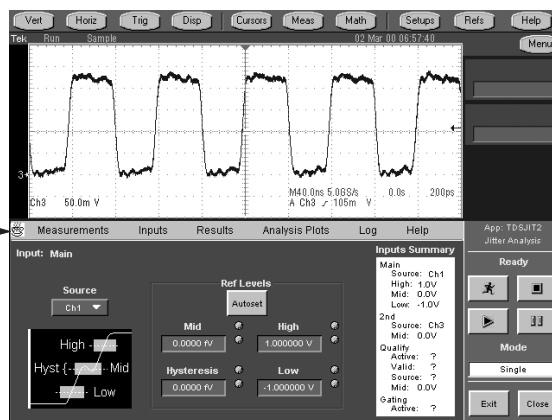 Vert Horiz Trig Disp Cursors Meas Math Setups Refs Help
Tek Run Sample 02 Mar 00 06:57:40
Menu
3
Ch3 50.0m V
M40.0ns 5.0GS/s 0.0s 200ps
A Ch3 105m V
Measurements Inputs Results Analysis Plots Log Help
App: TDSJIT2
Jitter Analysis
Input: Main
Source
Ch1
High
Hyst { Mid
Low
Ref Levels
Autoset
Mid High
0.0000 fV 1.000000 V
Hysteresis Low
0.0000 fV -1.000000 V
Inputs Summary
Main
Source: Ch1
High: 1.0V
Mid: 0.0V
Low: -1.0V
2nd
Source: Ch3
Mid: 0.0V
Qualify
Active: ?
Valid: ?
Source: ?
Mid: 0.0V
Gating
Active: ?
Ready
Mode
Single
Exit Close